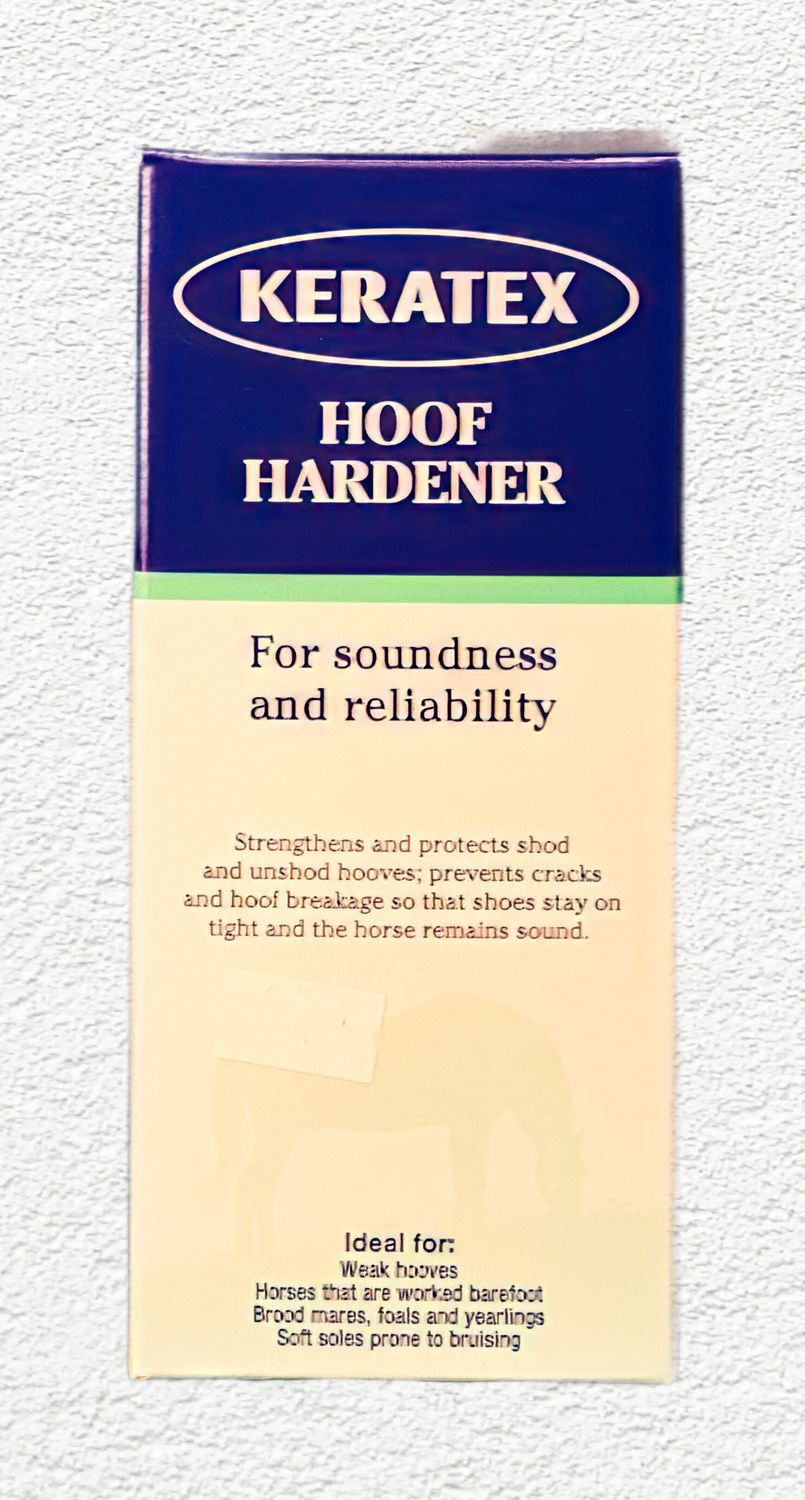 KERATEX
HOOF
HARDENER
For soundness
and reliability
Strengthens and protects shod
and unshod hooves; prevents cracks
and hoof breakage so that shoes stay on
tight and the horse remains sound.
Ideal for:
Weak hooves
Horses that are worked barefoot
Brood mares, foals and yearlings
Soft soles prone to bruising